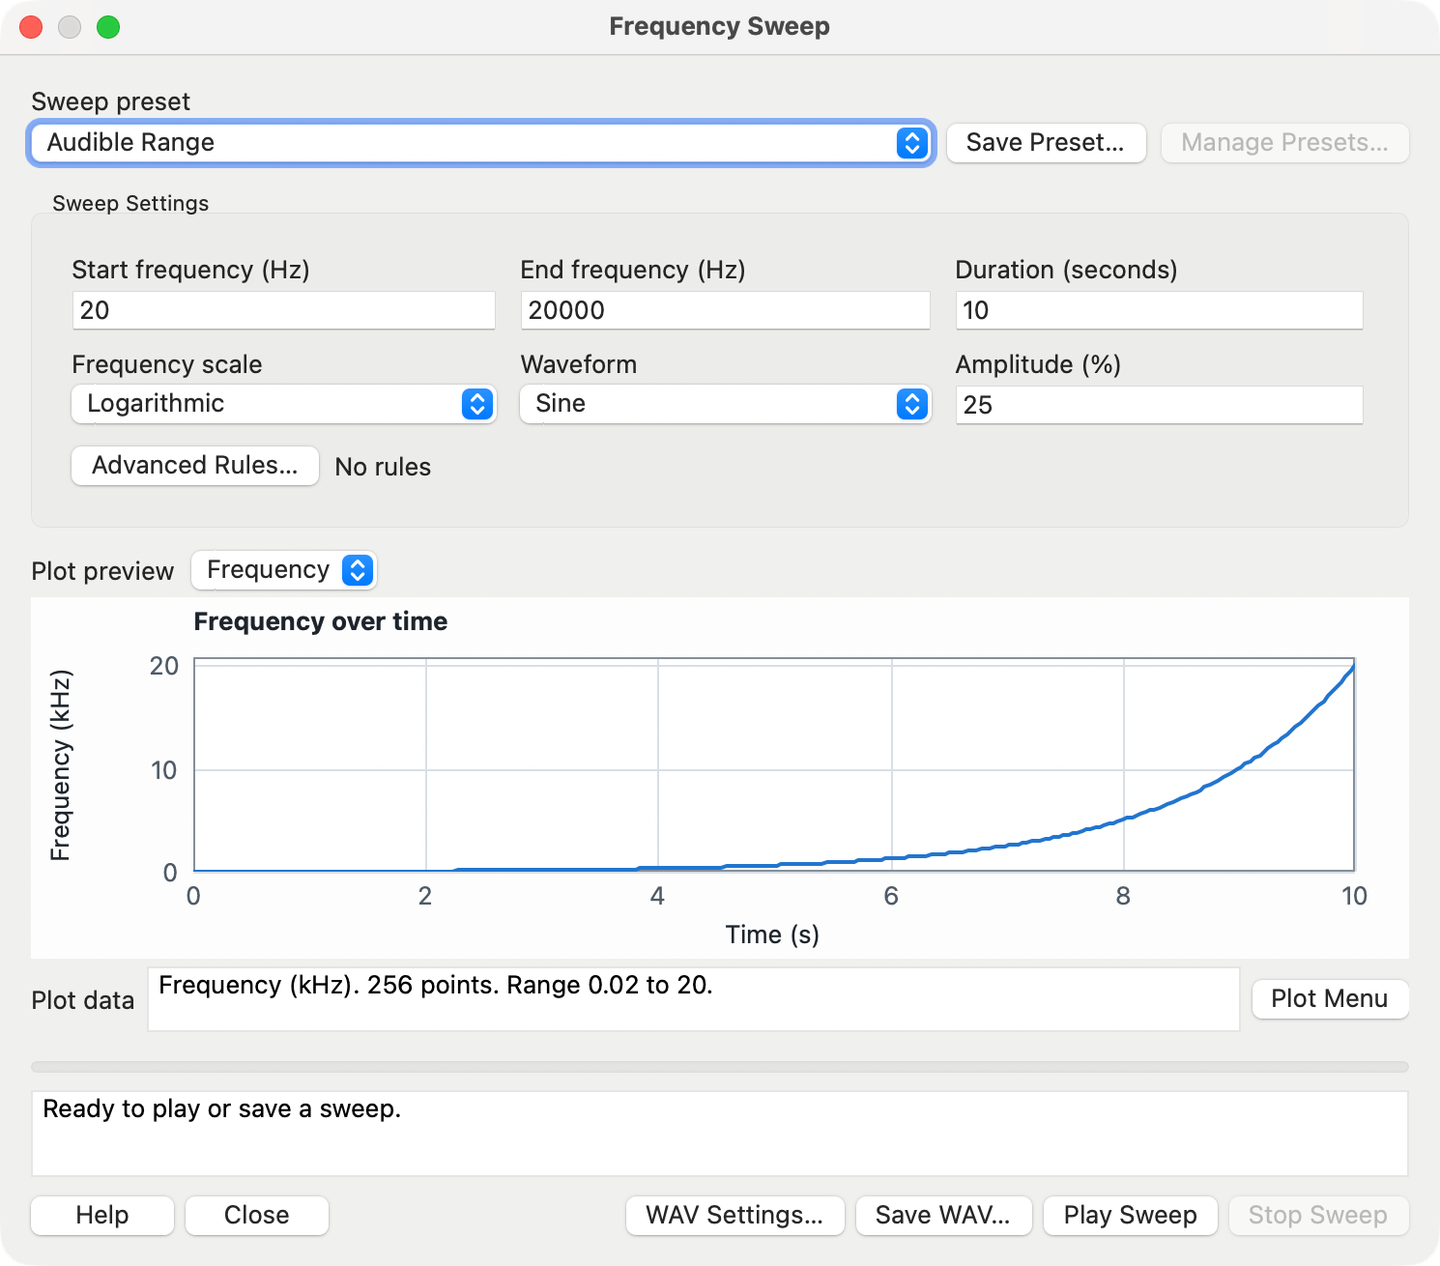 Frequency Sweep
Sweep preset
Audible Range
Save Preset...
Manage Presets...
Sweep Settings
Start frequency (Hz)
End frequency (Hz)
Duration (seconds)
20
20000
10
Frequency scale
Waveform
Amplitude (%)
Logarithmic
Sine
25
Advanced Rules...
No rules
Plot preview
Frequency
Frequency over time
Frequency (kHz)
20
10
0
0
2
4
6
8
10
Time (s)
Plot data
Frequency (kHz). 256 points. Range 0.02 to 20.
Plot Menu
Ready to play or save a sweep.
Help
Close
WAV Settings...
Save WAV...
Play Sweep
Stop Sweep